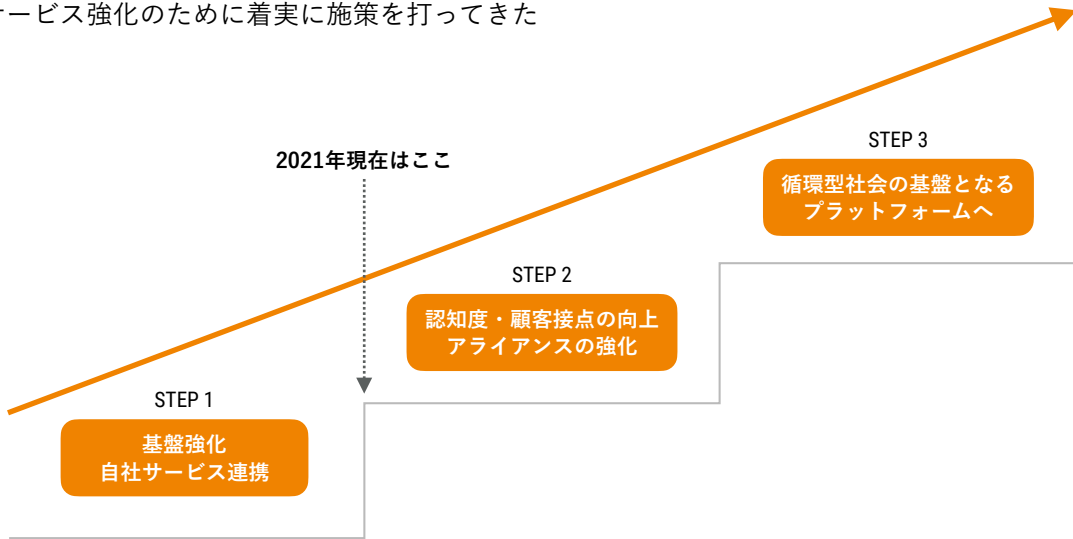 サービス強化のために着実に施策を打ってきた
2021年現在はここ
STEP 3
循環型社会の基盤となる
プラットフォームへ
STEP 2
認知度・顧客接点の向上
アライアンスの強化
STEP 1
基盤強化
自社サービス連携